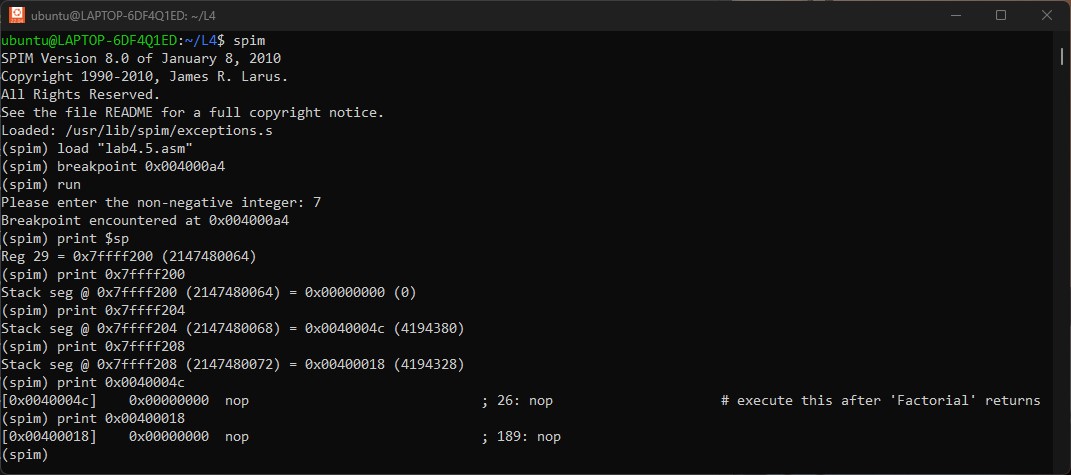 ubuntu@LAPTOP-6DF4Q1ED: ~/L4
ubuntu@LAPTOP-6DF4Q1ED:~/L4$ spim
SPIM Version 8.0 of January 8, 2010
Copyright 1990-2010, James R. Larus.
All Rights Reserved.
See the file README for a full copyright notice.
Loaded: /usr/lib/spim/exceptions.s
(spim) load "lab4.5.asm"
(spim) breakpoint 0x004000a4
(spim) run
Please enter the non-negative integer: 7
Breakpoint encountered at 0x004000a4
(spim) print $sp
Reg 29 = 0x7ffff200 (2147480064)
(spim) print 0x7ffff200
Stack seg @ 0x7ffff200 (2147480064) = 0x00000000 (0)
(spim) print 0x7ffff204
Stack seg @ 0x7ffff204 (2147480068) = 0x0040004c (4194380)
(spim) print 0x7ffff208
Stack seg @ 0x7ffff208 (2147480072) = 0x00400018 (4194328)
(spim) print 0x0040004c
[0x0040004c]    0x00000000  nop                             ; 26: nop                     # execute this after 'Factorial' returns
(spim) print 0x00400018
[0x00400018]    0x00000000  nop                             ; 189: nop
(spim)